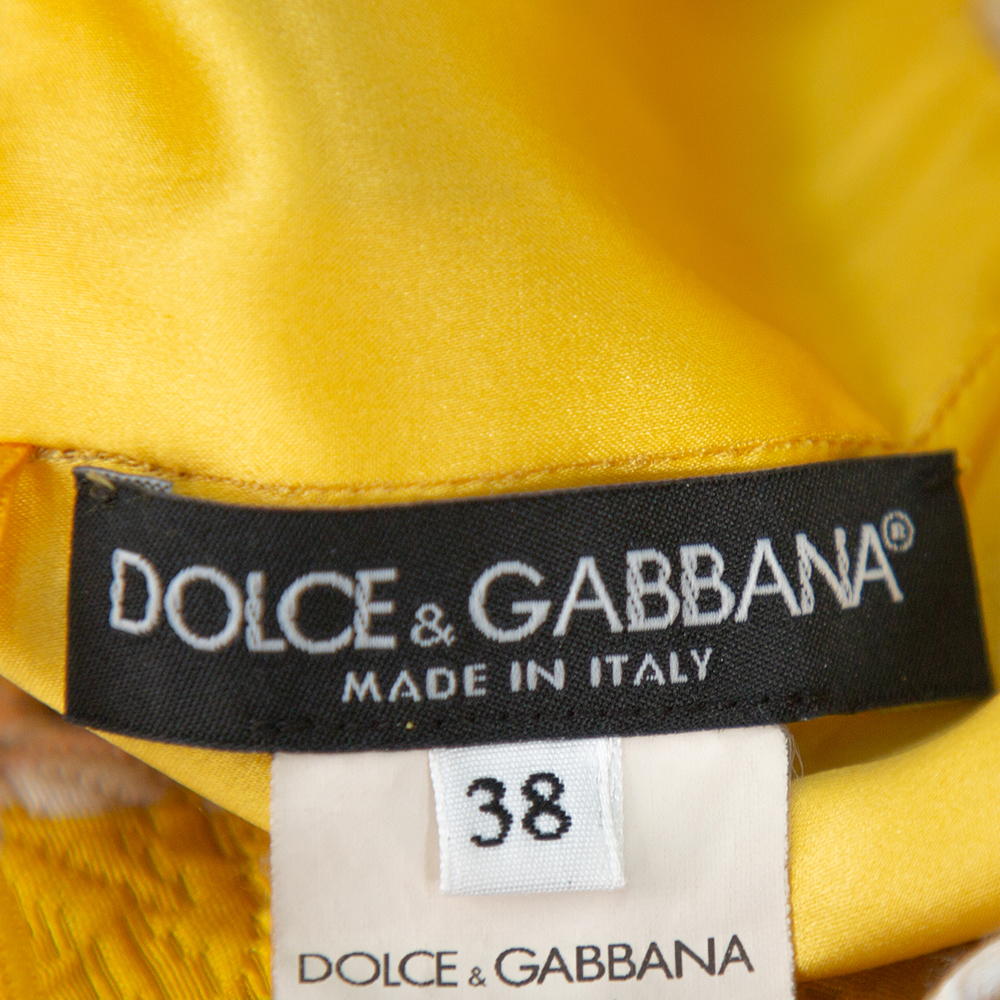 DOLCE & GABBANA®
MADE IN ITALY
38
DOLCE & GABBANA